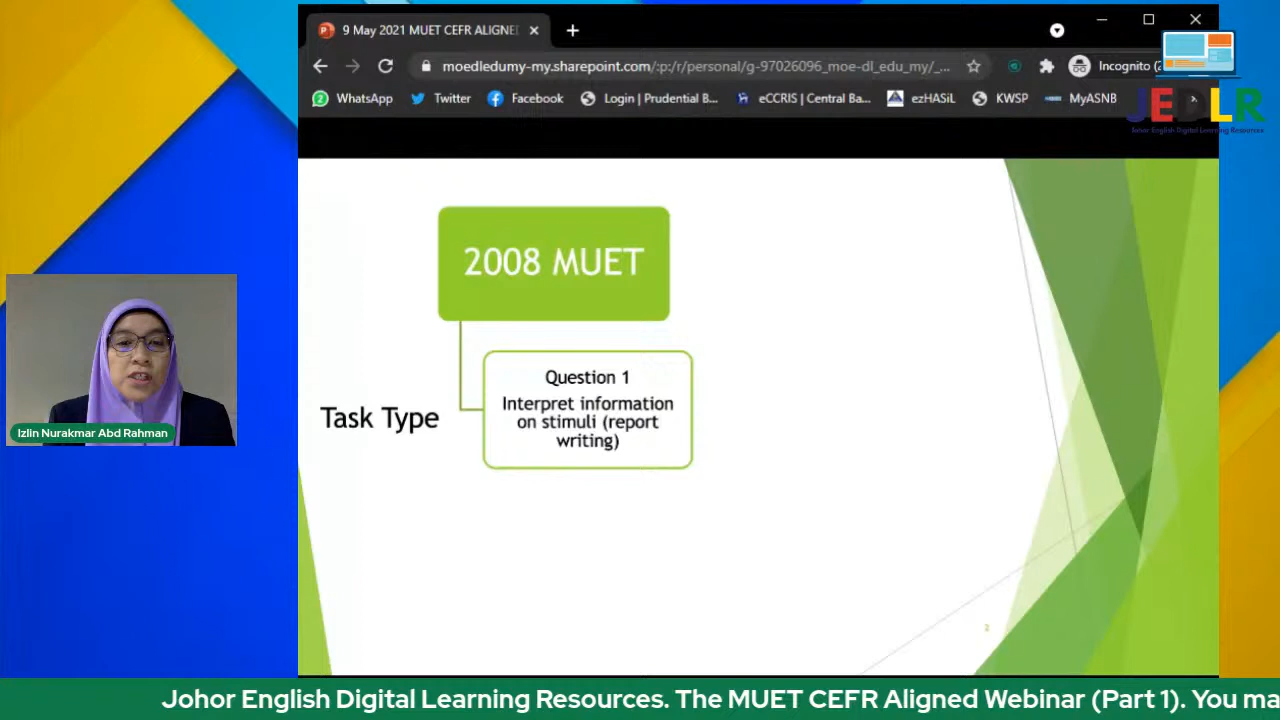 9 May 2021 MUET CEFR ALIGNE
moedledumy-my.sharepoint.com/:p:/r/personal/g-97026096_moe-dl_edu_my/_...
Incognito (2
WhatsApp
Twitter
Facebook
Login | Prudential B...
eCCRIS | Central Ba...
ezHASiL
KWSP
MyASNB
JEDLR
Johor English Digital Learning Resources
2008 MUET
Question 1
Interpret information
on stimuli (report
writing)
Task Type
Izlin Nurakmar Abd Rahman
2
Johor English Digital Learning Resources. The MUET CEFR Aligned Webinar (Part 1). You ma